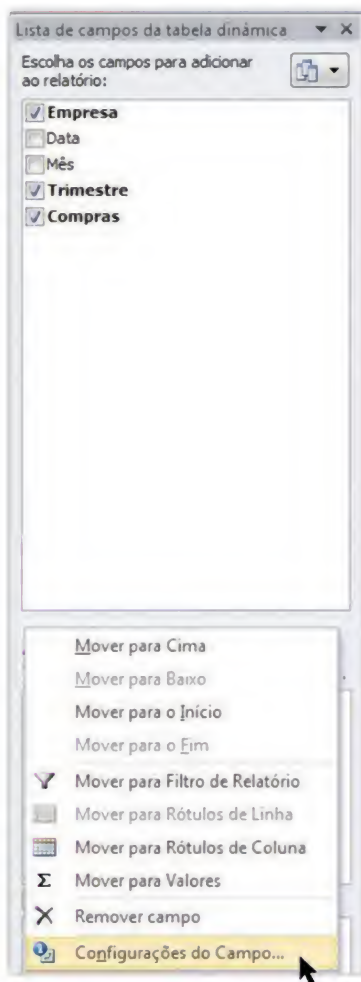 Lista de campos da tabela dinâmica
Escolha os campos para adicionar
ao relatório:
Empresa
Data
Mês
Trimestre
Compras
Mover para Cima
Mover para Baixo
Mover para o Início
Mover para o Fim
Mover para Filtro de Relatório
Mover para Rótulos de Linha
Mover para Rótulos de Coluna
Σ Mover para Valores
Remover campo
Configurações do Campo...